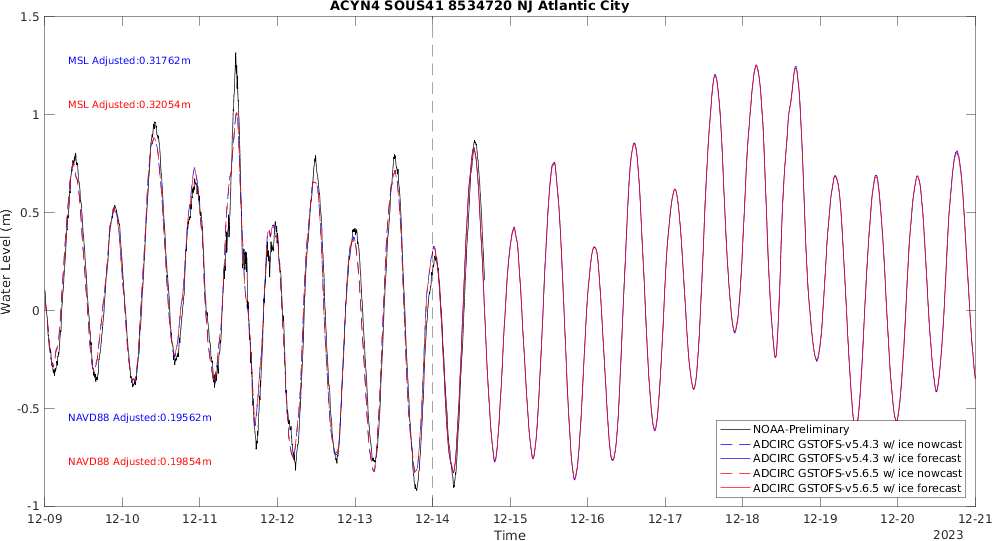 ACYN4 SOUS41 8534720 NJ Atlantic City
1.5
MSL Adjusted:0.31762m
1
MSL Adjusted:0.32054m
0.5
Water Level (m)
0
-0.5
NAVD88 Adjusted:0.19562m
NAVD88 Adjusted:0.19854m
NOAA-Preliminary
ADCIRC GSTOFS-v5.4.3 w/ ice nowcast
ADCIRC GSTOFS-v5.4.3 w/ ice forecast
ADCIRC GSTOFS-v5.6.5 w/ ice nowcast
ADCIRC GSTOFS-v5.6.5 w/ ice forecast
-1
12-09 12-10 12-11 12-12 12-13 12-14 12-15 12-16 12-17 12-18 12-19 12-20 12-21
Time
2023